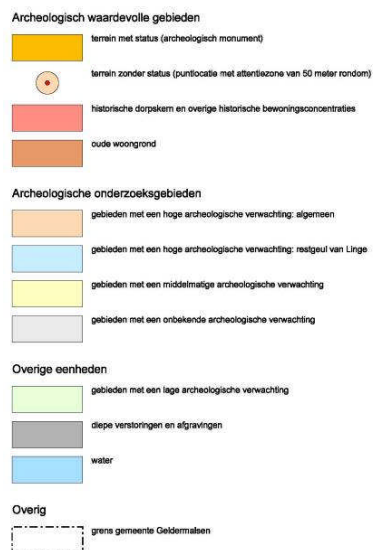 Archeologisch waardevolle gebieden
terrein met status (archeologisch monument)
terrein zonder status (puntlocatie met attentiezone van 50 meter rondom)
historische dorpskern en overige historische bewoningsconcentraties
oude woongrond
Archeologische onderzoeksgebieden
gebieden met een hoge archeologische verwachting: algemeen
gebieden met een hoge archeologische verwachting: restgeul van Linge
gebieden met een middelmatige archeologische verwachting
gebieden met een onbekende archeologische verwachting
Overige eenheden
gebieden met een lage archeologische verwachting
diepe verstoringen en afgravingen
water
Overig
grens gemeente Geldermalsen